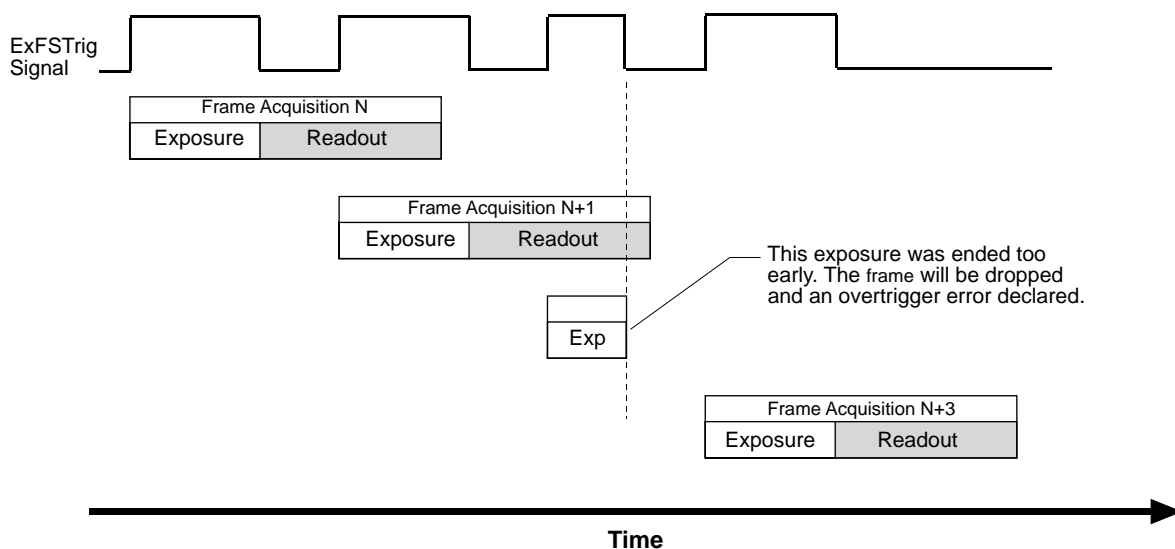 ExFSTrig
Signal
Frame Acquisition N
Exposure Readout
Frame Acquisition N+1
Exposure Readout
This exposure was ended too
early. The frame will be dropped
and an overtrigger error declared.
Exp
Frame Acquisition N+3
Exposure Readout
Time